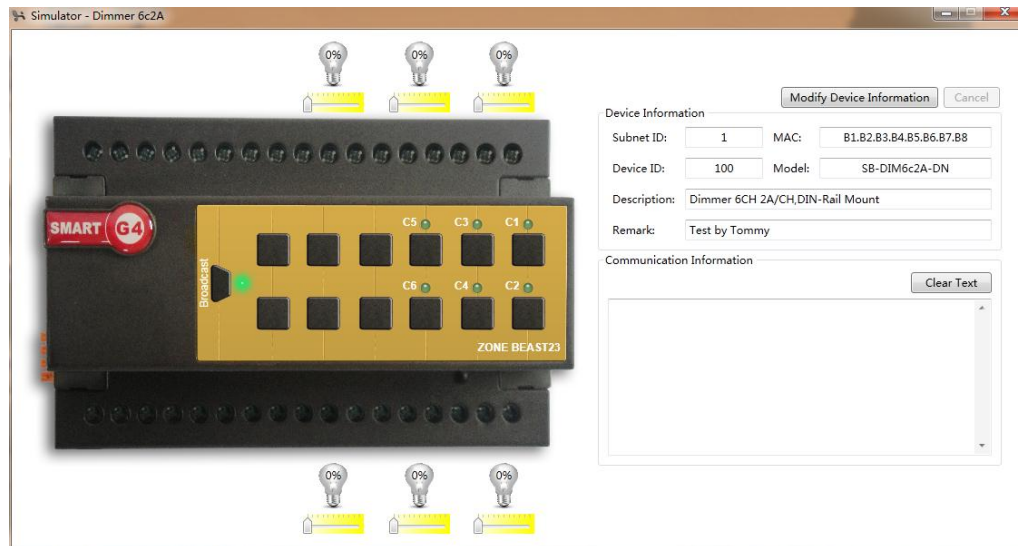 Simulator - Dimmer 6c2A
0% 0% 0%
Modify Device Information Cancel
Device Information
Subnet ID: 1 MAC: B1.B2.B3.B4.B5.B6.B7.B8
Device ID: 100 Model: SB-DIM6c2A-DN
Description: Dimmer 6CH 2A/CH,DIN-Rail Mount
Remark: Test by Tommy
Communication Information
Clear Text
SMART G4
C5 C3 C1
Broadcast
C6 C4 C2
ZONE BEAST23
0% 0% 0%